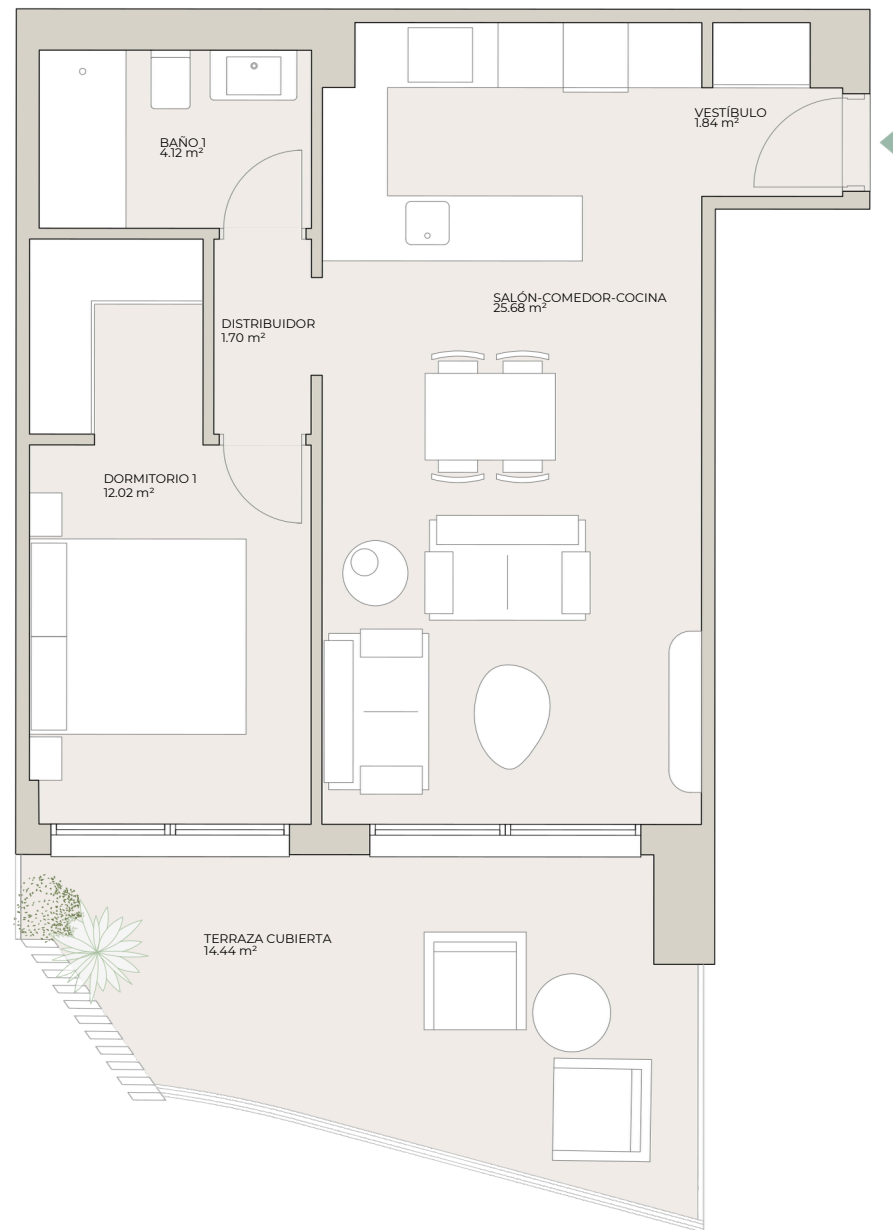 VESTÍBULO
1.84 m²
BAÑO 1
4.12 m²
SALÓN-COMEDOR-COCINA
25.68 m²
DISTRIBUIDOR
1.70 m²
DORMITORIO 1
12.02 m²
TERRAZA CUBIERTA
14.44 m²